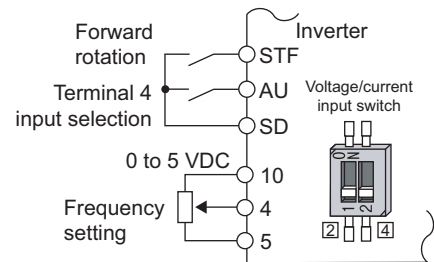 Forward
rotation
Inverter
STF
Terminal 4
input selection
AU
SD
Voltage/current
input switch
ON
1 2
2 4
0 to 5 VDC
10
Frequency
setting
4
5